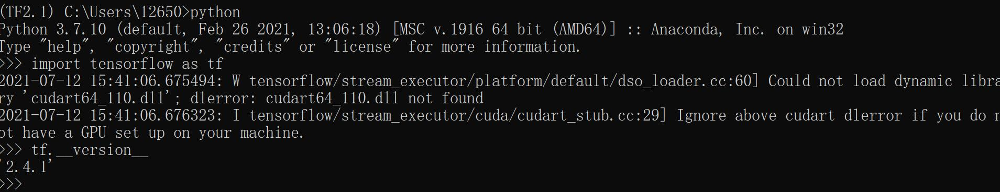 (TF2.1) C:\Users\12650>python
Python 3.7.10 (default, Feb 26 2021, 13:06:18) [MSC v.1916 64 bit (AMD64)] :: Anaconda, Inc. on win32
Type "help", "copyright", "credits" or "license" for more information.
>>> import tensorflow as tf
2021-07-12 15:41:06.675494: W tensorflow/stream_executor/platform/default/dso_loader.cc:60] Could not load dynamic libra
ry 'cudart64_110.dll'; dlerror: cudart64_110.dll not found
2021-07-12 15:41:06.676323: I tensorflow/stream_executor/cuda/cudart_stub.cc:29] Ignore above cudart dlerror if you do n
ot have a GPU set up on your machine.
>>> tf.__version__
'2.4.1'
>>>